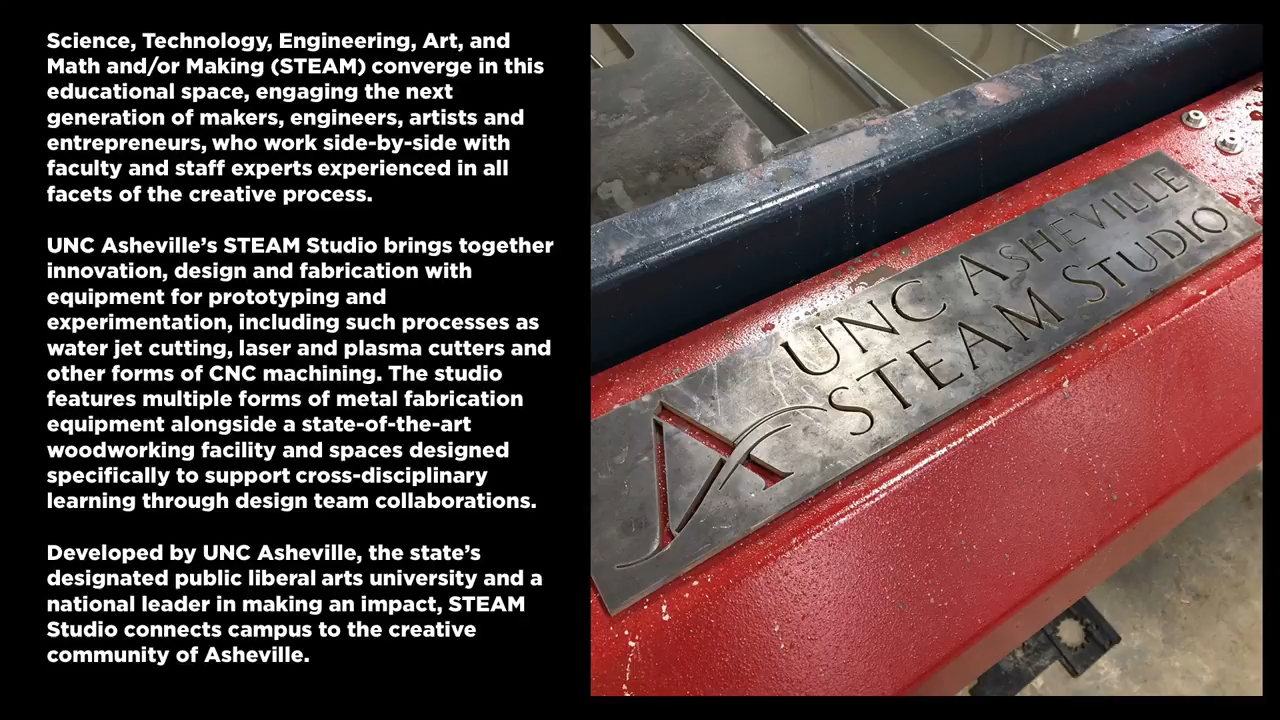 Science, Technology, Engineering, Art, and
Math and/or Making (STEAM) converge in this
educational space, engaging the next
generation of makers, engineers, artists and
entrepreneurs, who work side-by-side with
faculty and staff experts experienced in all
facets of the creative process.
UNC Asheville’s STEAM Studio brings together
innovation, design and fabrication with
equipment for prototyping and
experimentation, including such processes as
water jet cutting, laser and plasma cutters and
other forms of CNC machining. The studio
features multiple forms of metal fabrication
equipment alongside a state-of-the-art
woodworking facility and spaces designed
specifically to support cross-disciplinary
learning through design team collaborations.
Developed by UNC Asheville, the state’s
designated public liberal arts university and a
national leader in making an impact, STEAM
Studio connects campus to the creative
community of Asheville.
UNC ASHEVILLE
STEAM STUDIO